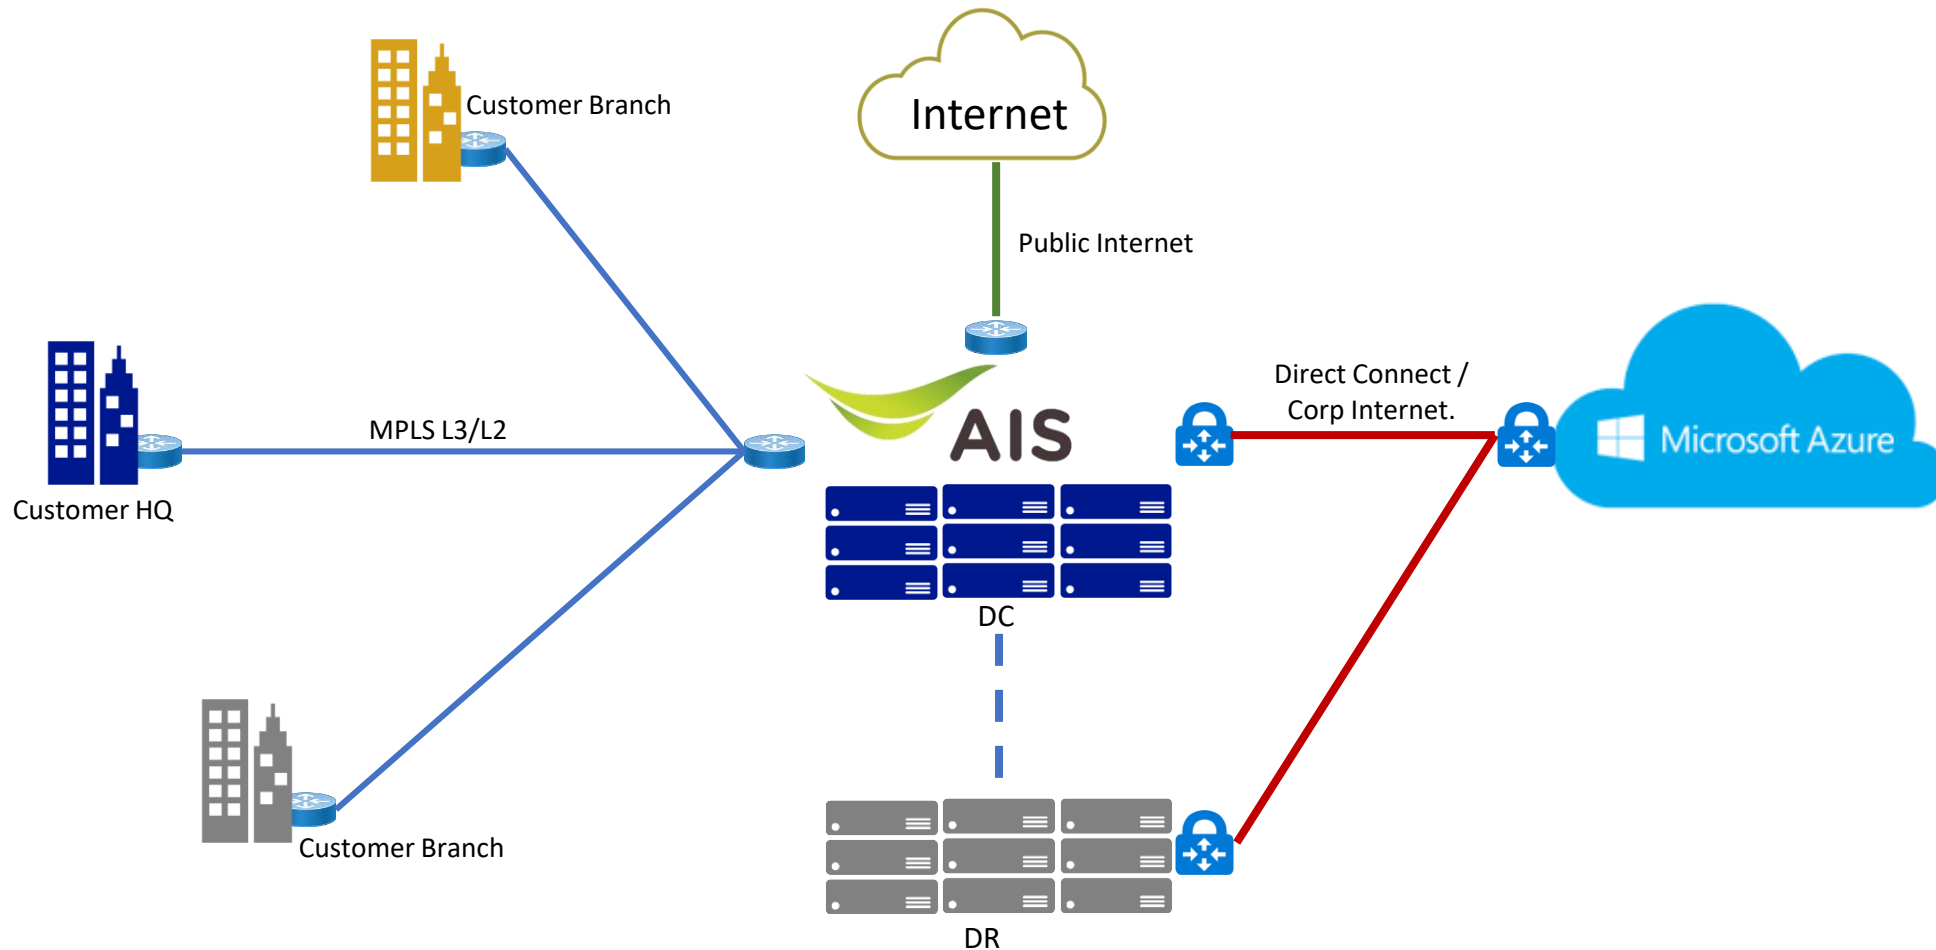 Customer Branch
Internet
Public Internet
Direct Connect /
Corp Internet.
MPLS L3/L2
AIS
Microsoft Azure
Customer HQ
DC
Customer Branch
DR